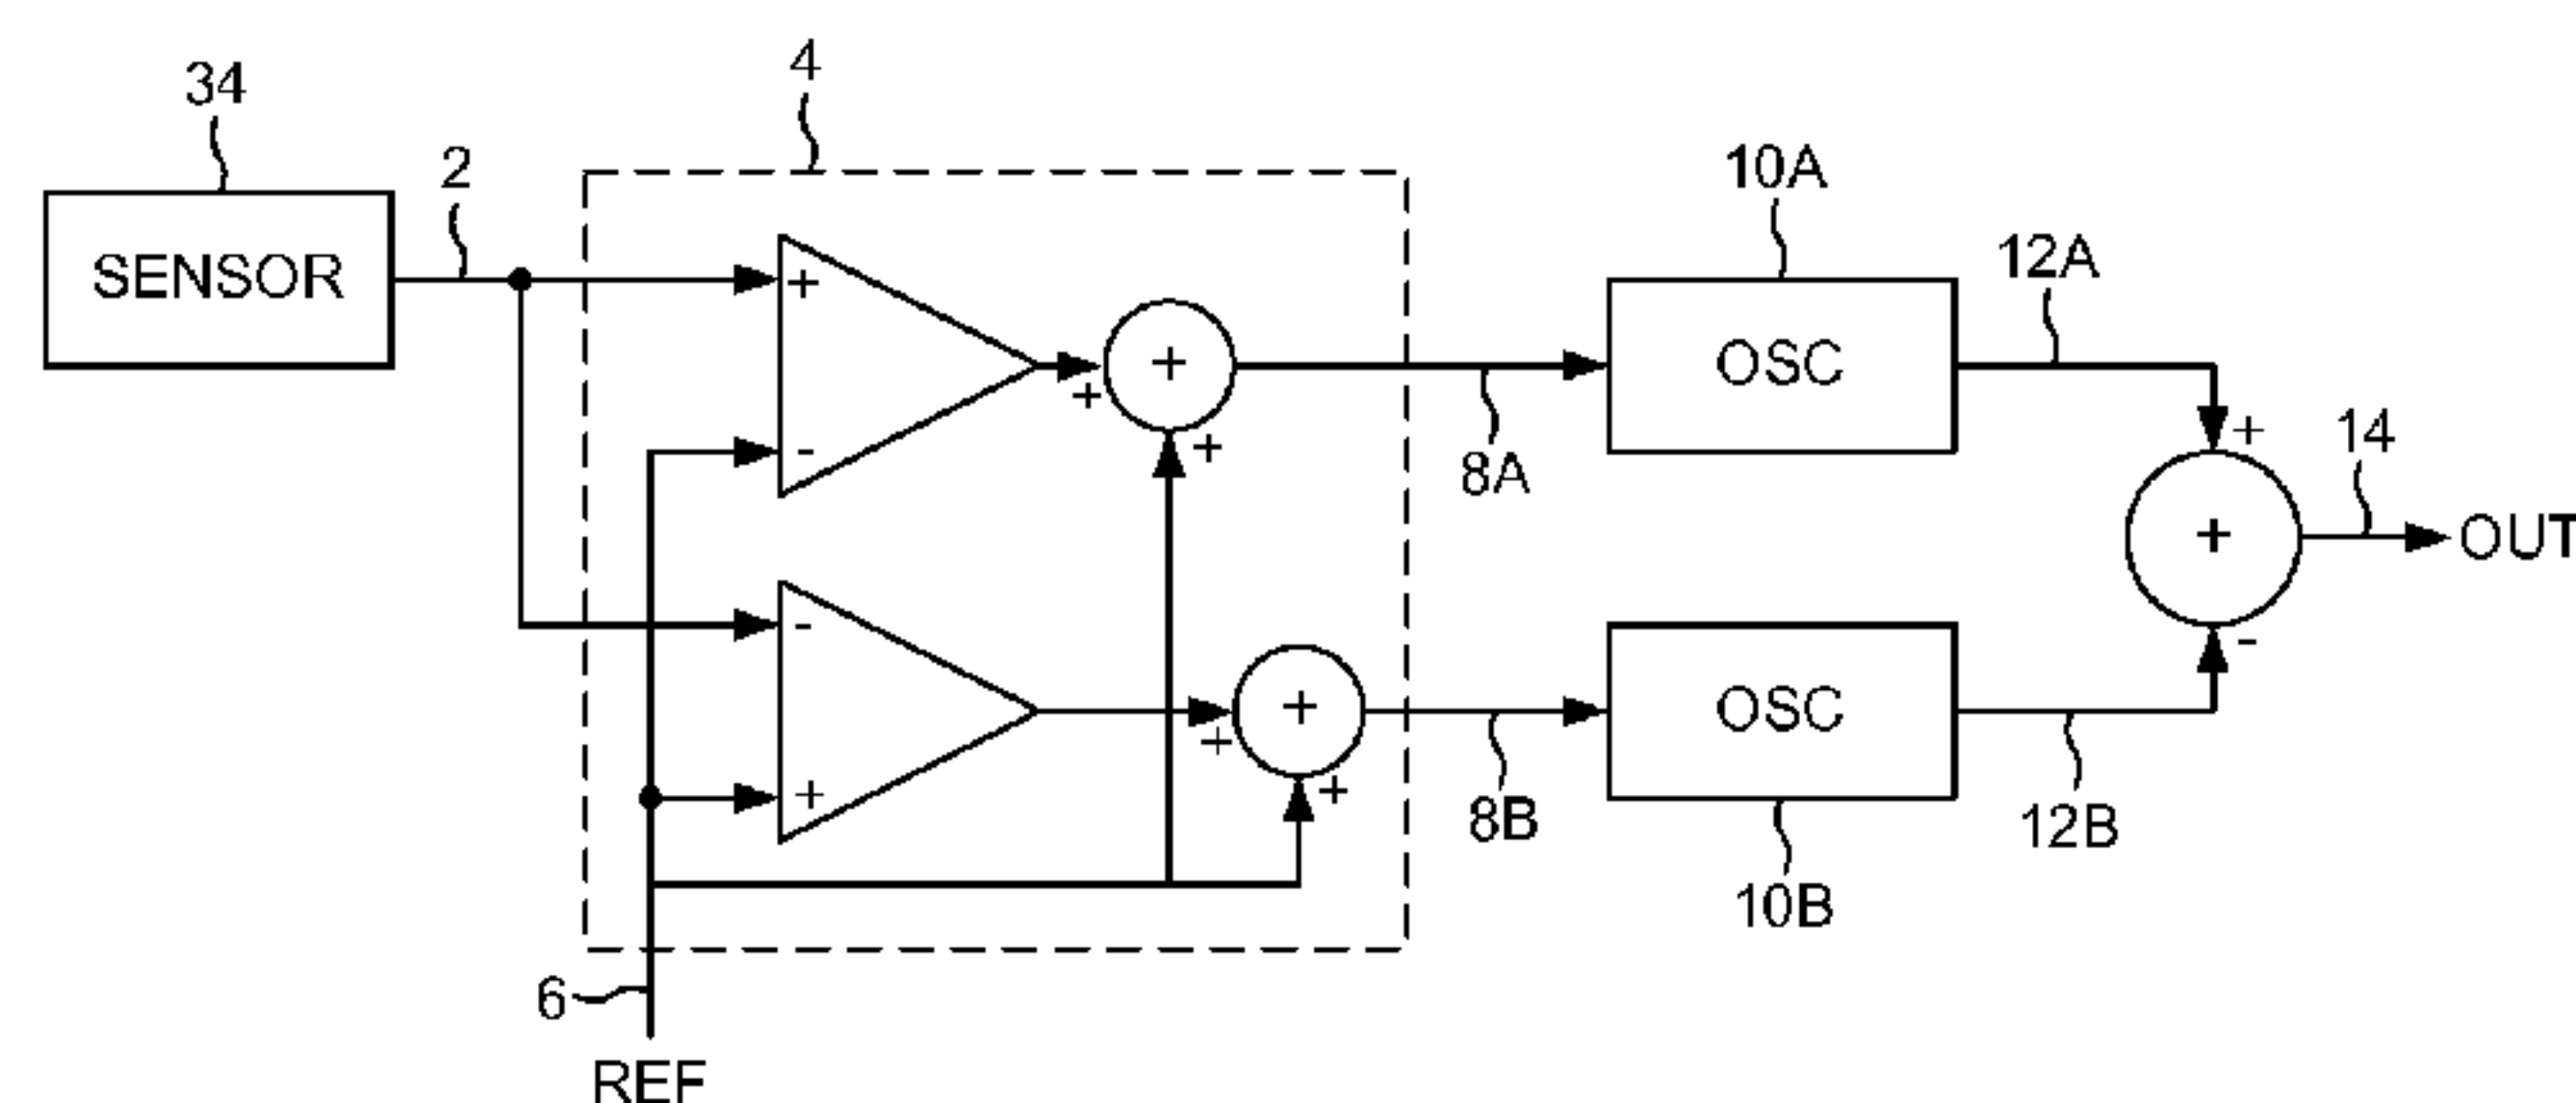 4
34
2
10A
12A
+
SENSOR
+
+
OSC
+
+
14
-
8A
+
OUT
-
-
+
OSC
+
+
+
8B
12B
10B
6
REF